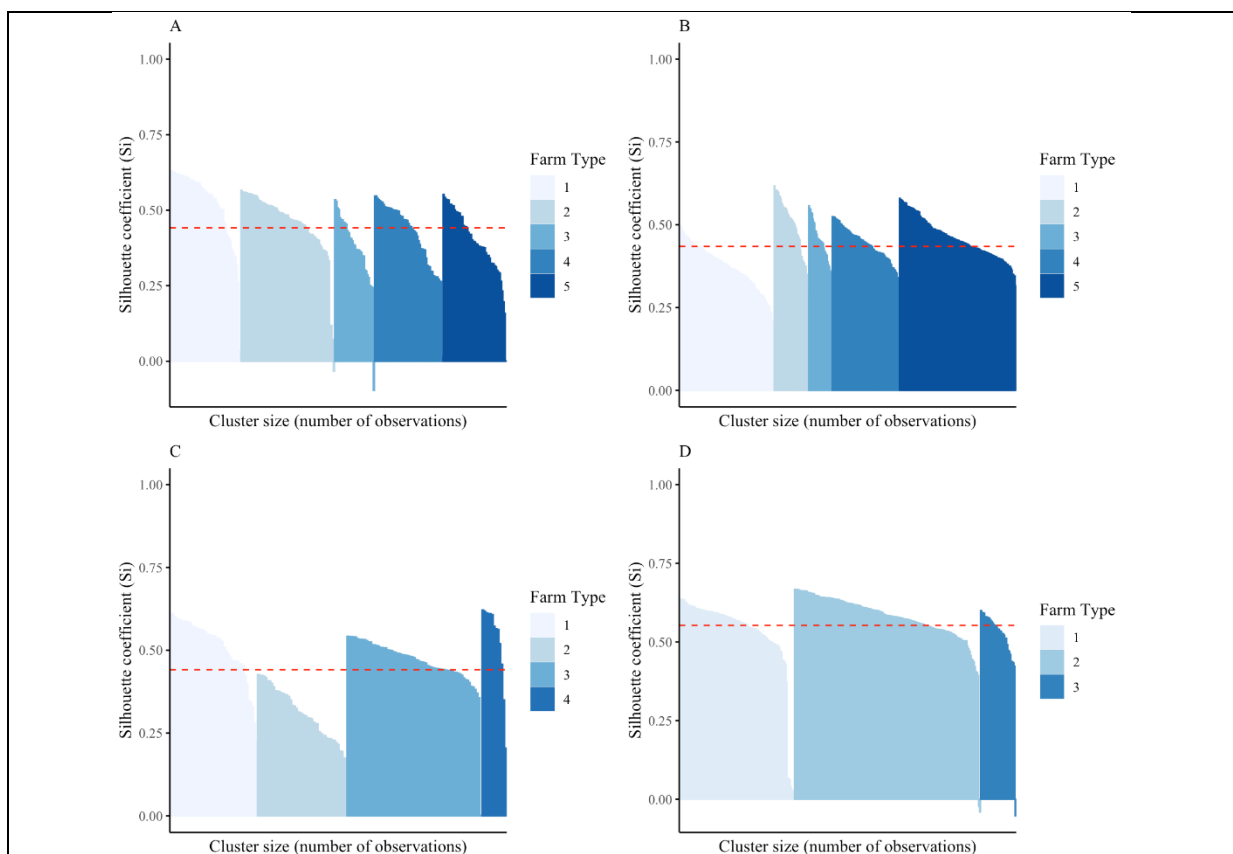 A
Silhouette coefficient (Si)
1.00
0.75
0.50
0.25
0.00
Cluster size (number of observations)
Farm Type
1
2
3
4
5
B
Silhouette coefficient (Si)
1.00
0.75
0.50
0.25
0.00
Cluster size (number of observations)
Farm Type
1
2
3
4
5
C
Silhouette coefficient (Si)
1.00
0.75
0.50
0.25
0.00
Cluster size (number of observations)
Farm Type
1
2
3
4
D
Silhouette coefficient (Si)
1.00
0.75
0.50
0.25
0.00
Cluster size (number of observations)
Farm Type
1
2
3